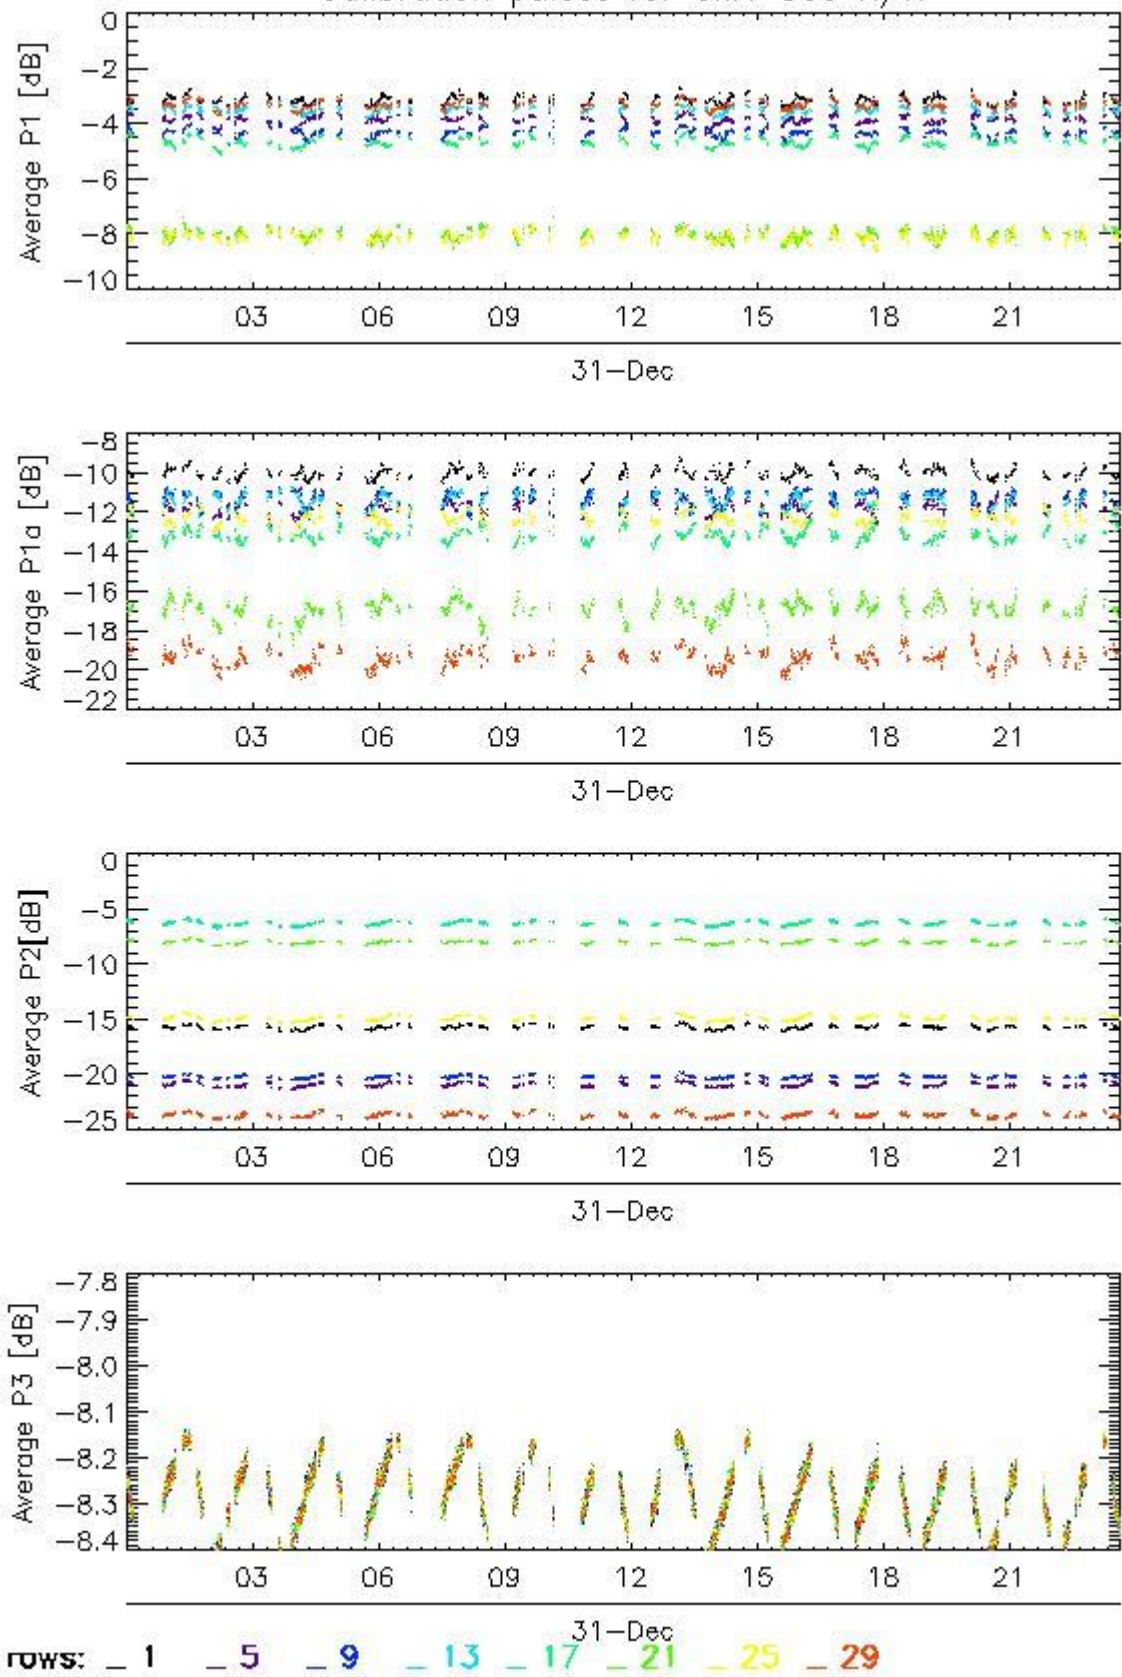 0
-2
-4
-6
-8
-10
Average P1 [dB]
03 06 09 12 15 18 21
31-Dec
-8
-10
-12
-14
-16
-18
-20
-22
Average P1a [dB]
03 06 09 12 15 18 21
31-Dec
0
-5
-10
-15
-20
-25
Average P2[dB]
03 06 09 12 15 18 21
31-Dec
-7.8
-7.9
-8.0
-8.1
-8.2
-8.3
-8.4
Average P3 [dB]
03 06 09 12 15 18 21
31-Dec
rows: _ 1 _ 5 _ 9 _ 13 _ 17 _ 21 _ 25 _ 29